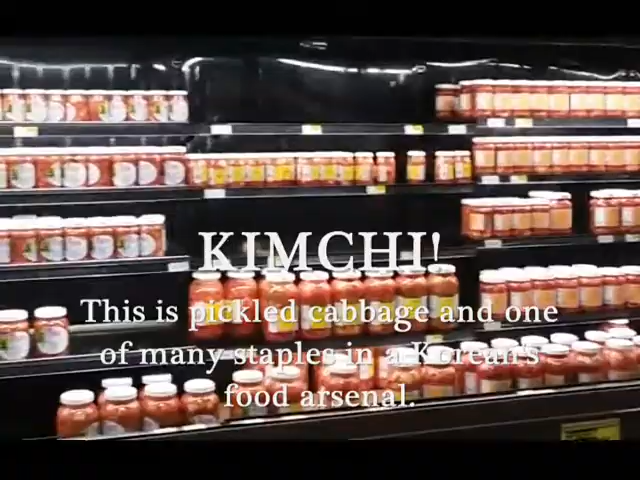 KIMCHI!
This is pickled cabbage and one
of many staples in a Korean's
food arsenal.